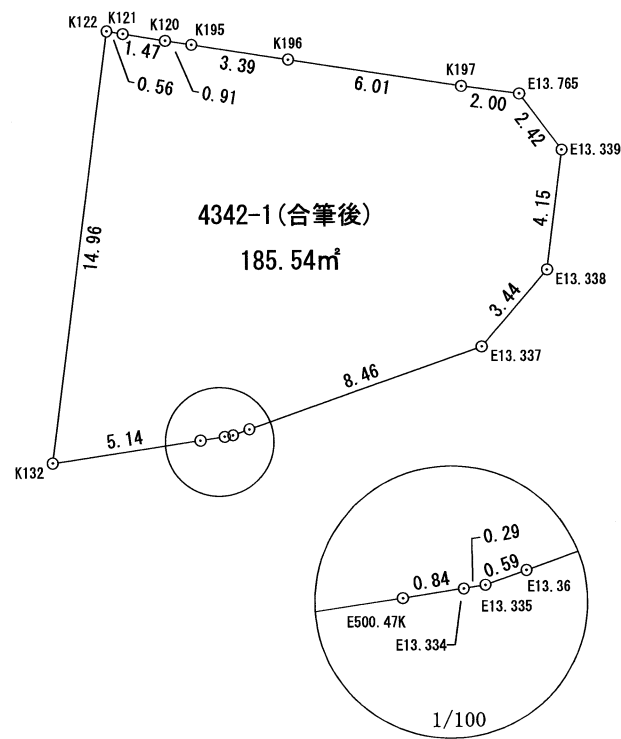 K122
K121
K120
K195
K196
K197
E13.765
E13.339
E13.338
E13.337
K132
0.56
1.47
0.91
3.39
6.01
2.00
2.42
4.15
3.44
8.46
5.14
14.96
4342-1(合筆後)
185.54㎡
0.84
0.29
0.59
E13.36
E13.335
E500.47K
E13.334
1/100